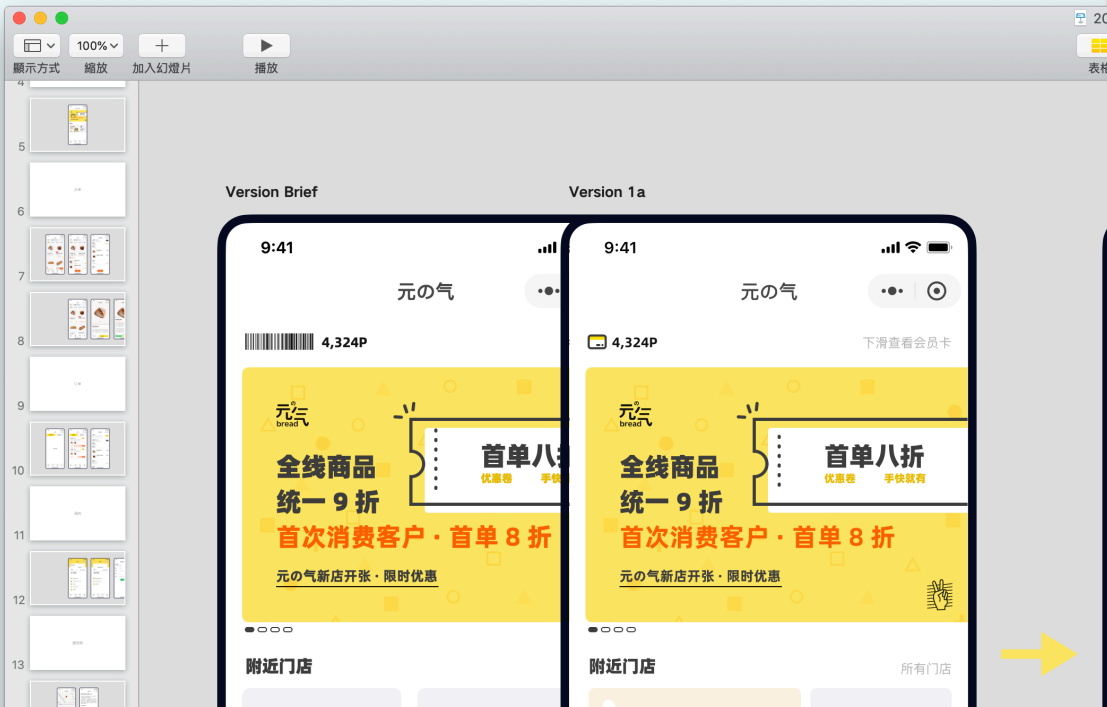 20
100%
顯示方式
縮放
加入幻燈片
播放
表格
4
5
6
7
8
9
10
11
12
13
Version Brief
9:41
元の气
4,324P
元の气
bread
全线商品
统一 9 折
首次消费客户 · 首单 8 折
元の气新店开张 · 限时优惠
首单八折
优惠卷 手快
附近门店
Version 1a
9:41
元の气
4,324P
下滑查看会员卡
元の气
bread
全线商品
统一 9 折
首次消费客户 · 首单 8 折
元の气新店开张 · 限时优惠
首单八折
优惠卷 手快就有
附近门店
所有门店